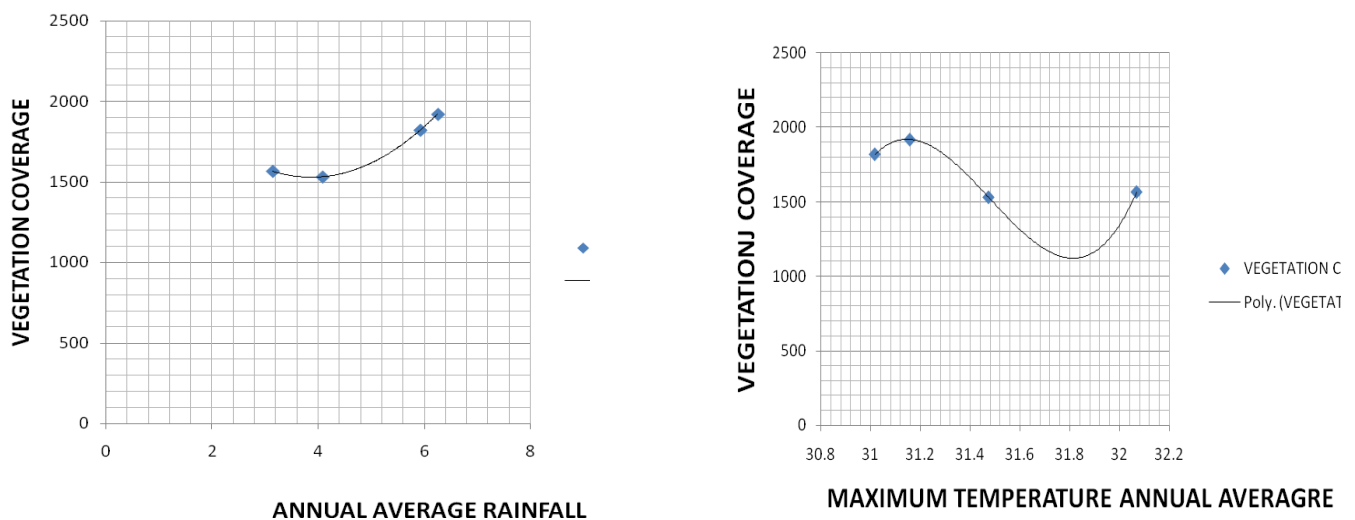 VEGETATION COVERAGE
2500
2000
1500
1000
500
0
0 2 4 6 8
ANNUAL AVERAGE RAINFALL
VEGETATIONJ COVERAGE
2500
2000
1500
1000
500
0
30.8 31 31.2 31.4 31.6 31.8 32 32.2
MAXIMUM TEMPERATURE ANNUAL AVERAGRE
VEGETATION C
Poly. (VEGETAT